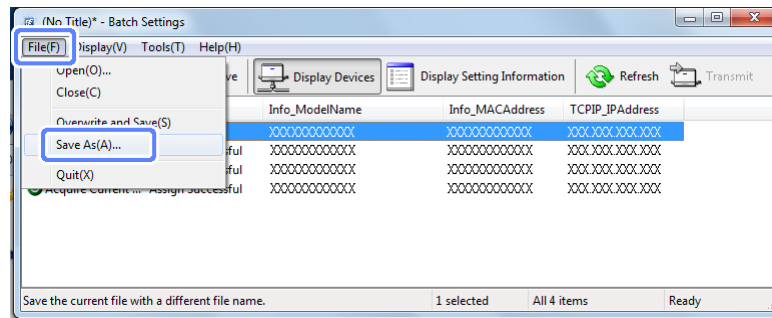 (No Title)* - Batch Settings
File(F) Display(V) Tools(T) Help(H)
Open(O)... ve Display Devices Display Setting Information Refresh Transmit
Close(C)
Info_ModelName Info_MACAddress TCPIP_IPAddress
Overwrite and Save(S)
XXXXXXXXXXXX XXXXXXXXXXXX XXX.XXX.XXX.XXX
Save As(A)... sful XXXXXXXXXXXX XXXXXXXXXXXX XXX.XXX.XXX.XXX
sful XXXXXXXXXXXX XXXXXXXXXXXX XXX.XXX.XXX.XXX
Quit(X)
Acquire Current ... Assign Successful XXXXXXXXXXXX XXXXXXXXXXXX XXX.XXX.XXX.XXX
Save the current file with a different file name. 1 selected All 4 items Ready